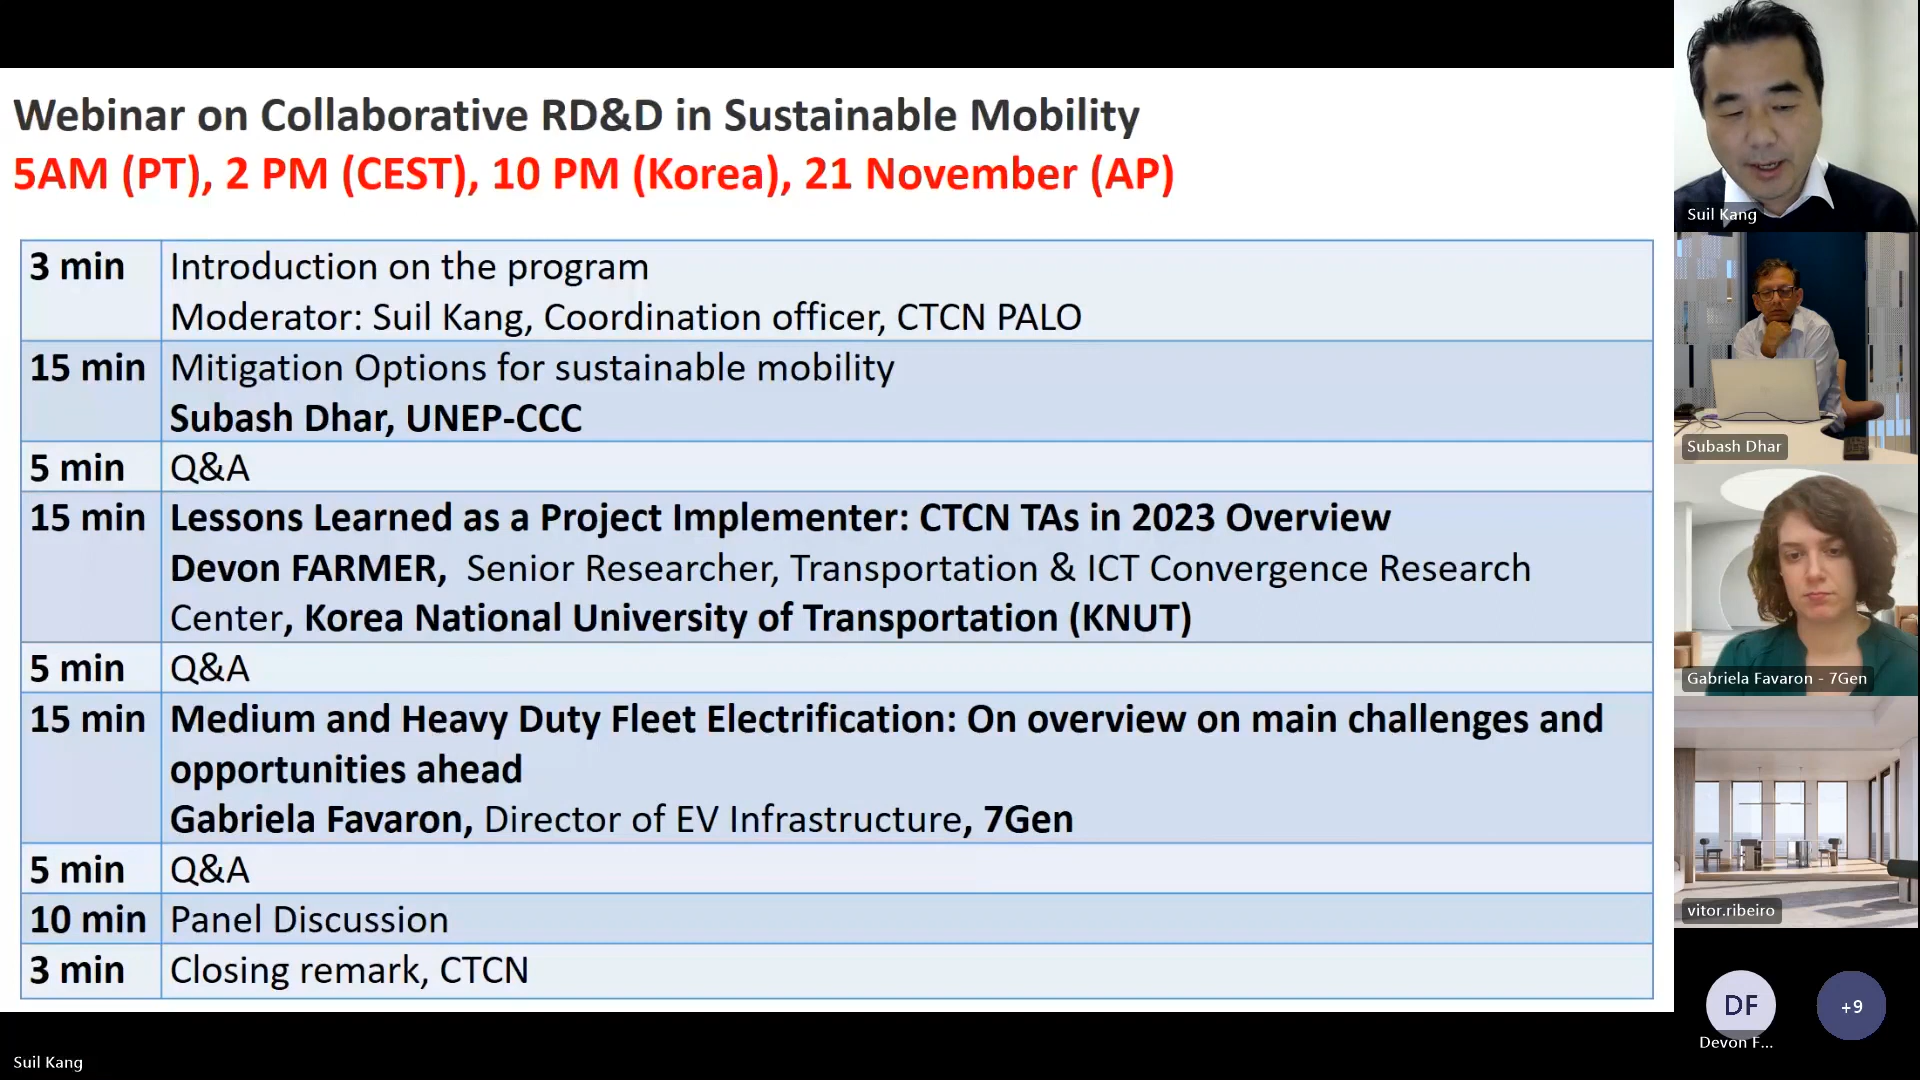 Webinar on Collaborative RD&D in Sustainable Mobility
5AM (PT), 2 PM (CEST), 10 PM (Korea), 21 November (AP)
3 min
Introduction on the program
Moderator: Suil Kang, Coordination officer, CTCN PALO
15 min
Mitigation Options for sustainable mobility
Subash Dhar, UNEP-CCC
5 min
Q&A
15 min
Lessons Learned as a Project Implementer: CTCN TAs in 2023 Overview
Devon FARMER, Senior Researcher, Transportation & ICT Convergence Research
Center, Korea National University of Transportation (KNUT)
5 min
Q&A
15 min
Medium and Heavy Duty Fleet Electrification: On overview on main challenges and
opportunities ahead
Gabriela Favaron, Director of EV Infrastructure, 7Gen
5 min
Q&A
10 min
Panel Discussion
3 min
Closing remark, CTCN
Suil Kang
Subash Dhar
Gabriela Favaron - 7Gen
vitor.ribeiro
DF
Devon F...
+9
Suil Kang